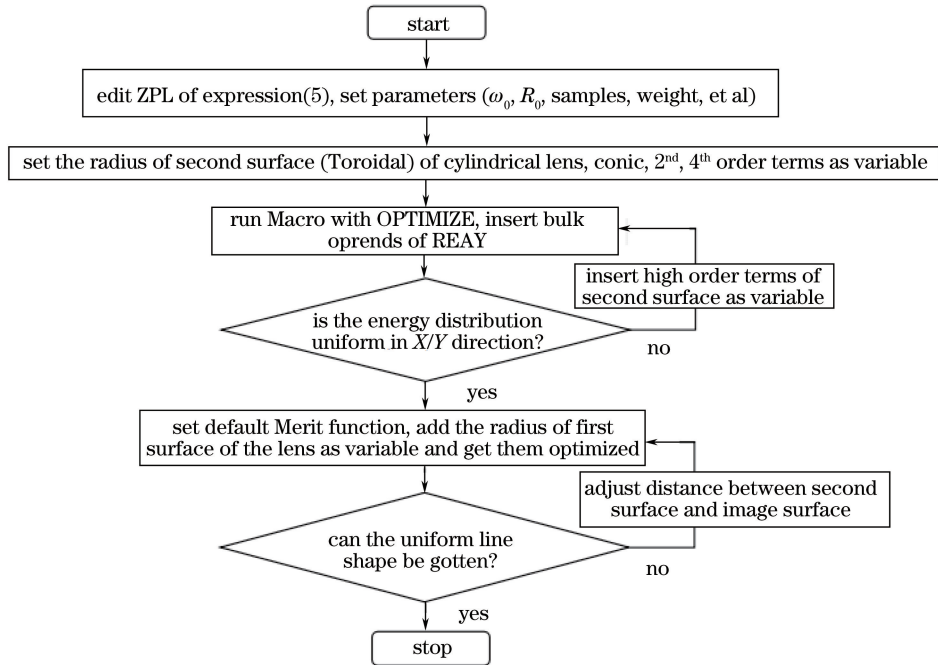 start
edit ZPL of expression(5), set parameters (ω₀, R₀, samples, weight, et al)
set the radius of second surface (Toroidal) of cylindrical lens, conic, 2ⁿᵈ, 4ᵗʰ order terms as variable
run Macro with OPTIMIZE, insert bulk
oprends of REAY
insert high order terms of
second surface as variable
is the energy distribution
uniform in X/Y direction?
no
yes
set default Merit function, add the radius of first
surface of the lens as variable and get them optimized
adjust distance between second
surface and image surface
can the uniform line
shape be gotten?
no
yes
stop